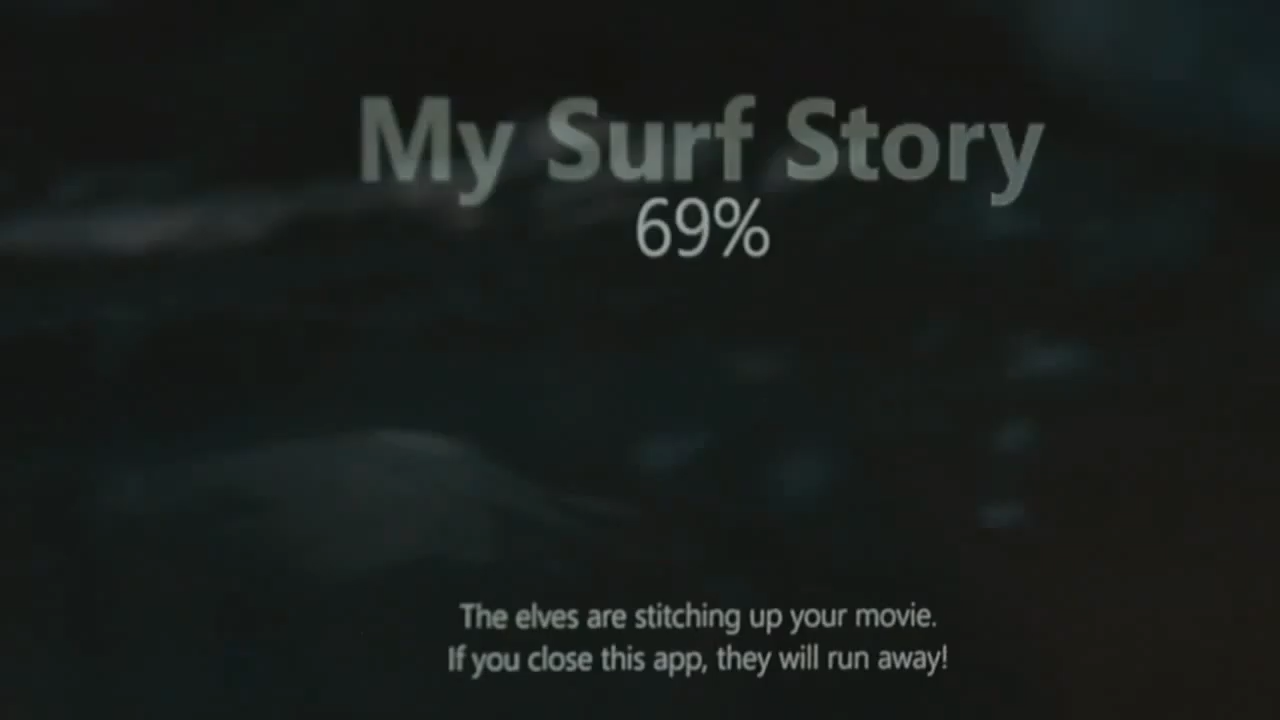 My Surf Story
69%
The elves are stitching up your movie.
If you close this app, they will run away!